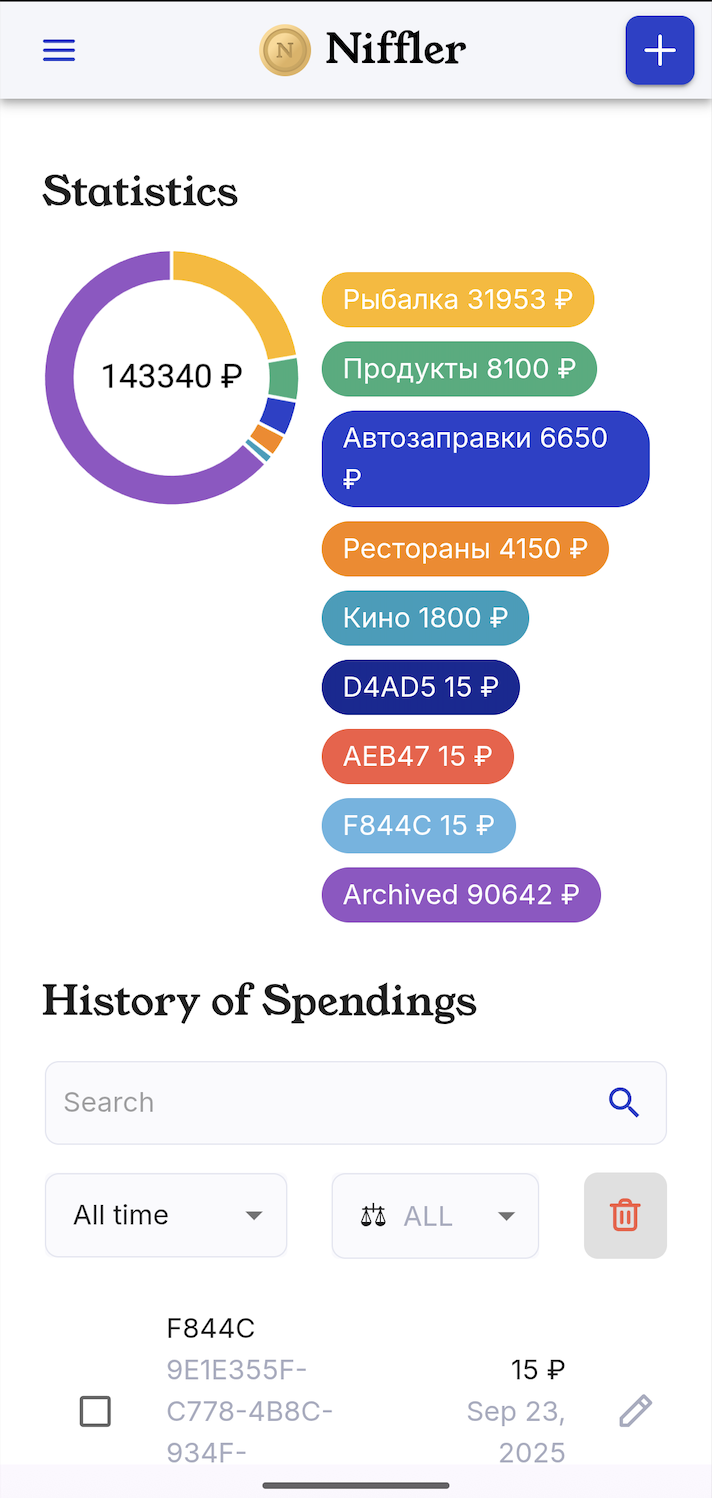 N Niffler
Statistics
143340 ₽
Рыбалка 31953 ₽
Продукты 8100 ₽
Автозаправки 6650
₽
Рестораны 4150 ₽
Кино 1800 ₽
D4AD5 15 ₽
AEB47 15 ₽
F844C 15 ₽
Archived 90642 ₽
History of Spendings
Search
All time
ALL
F844C
9E1E355F-
C778-4B8C-
934F-
15 ₽
Sep 23,
2025